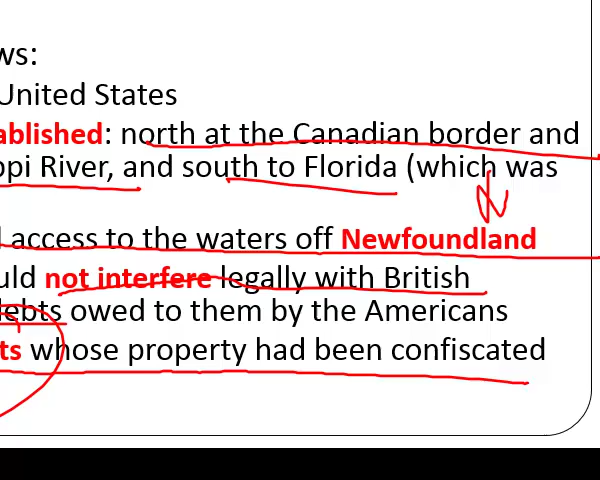 ws:
United States
ablished: north at the Canadian border and
ppi River, and south to Florida (which was
access to the waters off Newfoundland
uld not interfere legally with British
debts owed to them by the Americans
ts whose property had been confiscated